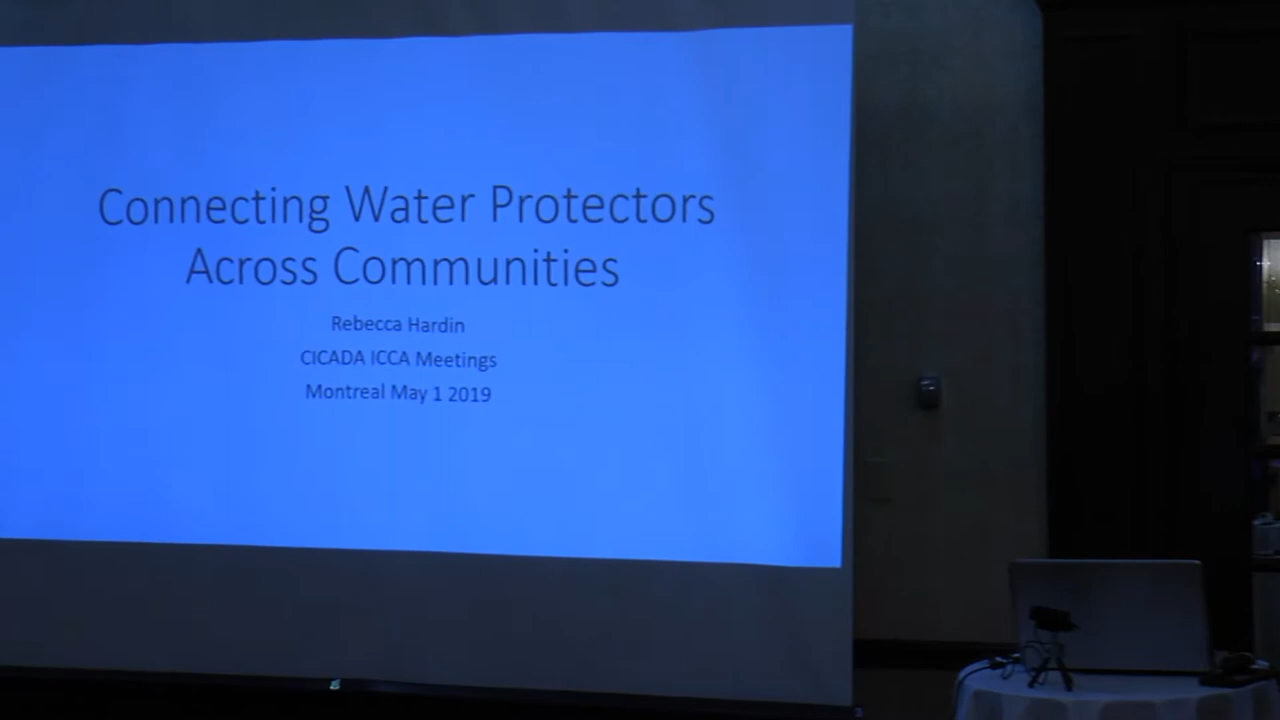 Connecting Water Protectors
Across Communities
Rebecca Hardin
CICADA ICCA Meetings
Montreal May 1 2019